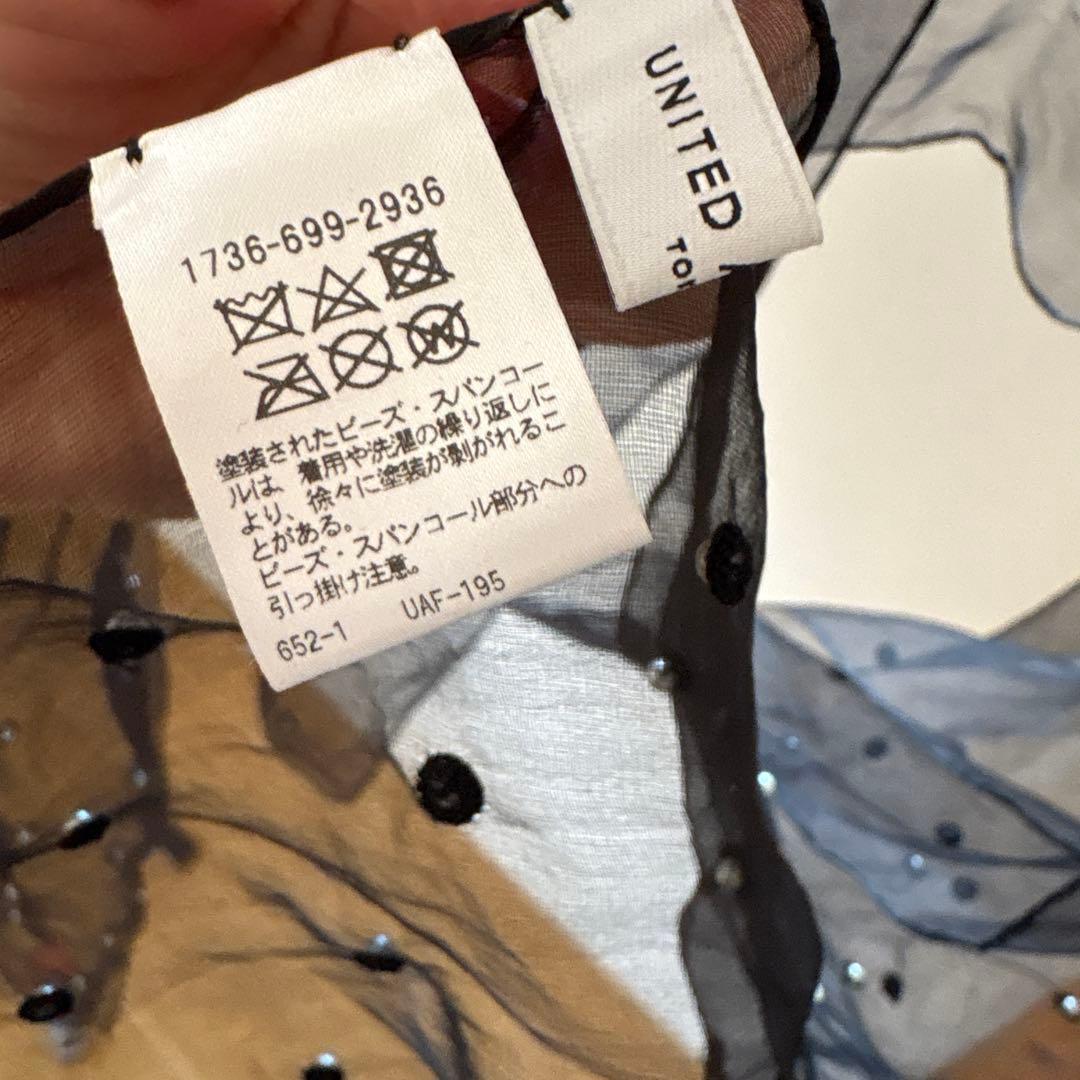 1736-699-2936
W
塗装されたビーズ・スパンコー
ルは、着用や洗濯の繰り返しに
より、徐々に塗装が剥がれるこ
とがある。
ビーズ・スパンコール部分への
引っ掛け注意。
652-1 UAF-195
UNITED